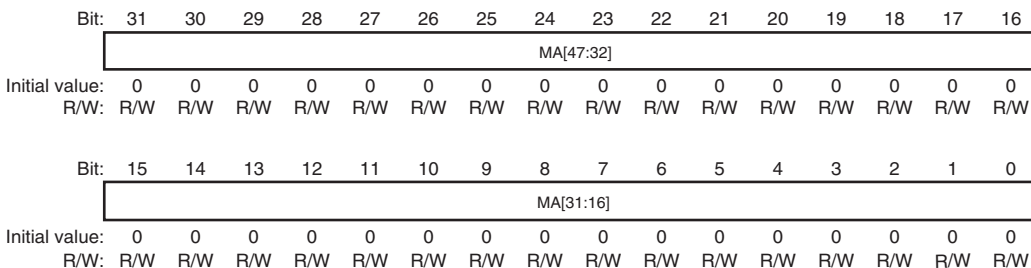 Bit: 31 30 29 28 27 26 25 24 23 22 21 20 19 18 17 16
MA[47:32]
Initial value: 0 0 0 0 0 0 0 0 0 0 0 0 0 0 0 0
R/W: R/W R/W R/W R/W R/W R/W R/W R/W R/W R/W R/W R/W R/W R/W R/W R/W
Bit: 15 14 13 12 11 10 9 8 7 6 5 4 3 2 1 0
MA[31:16]
Initial value: 0 0 0 0 0 0 0 0 0 0 0 0 0 0 0 0
R/W: R/W R/W R/W R/W R/W R/W R/W R/W R/W R/W R/W R/W R/W R/W R/W R/W